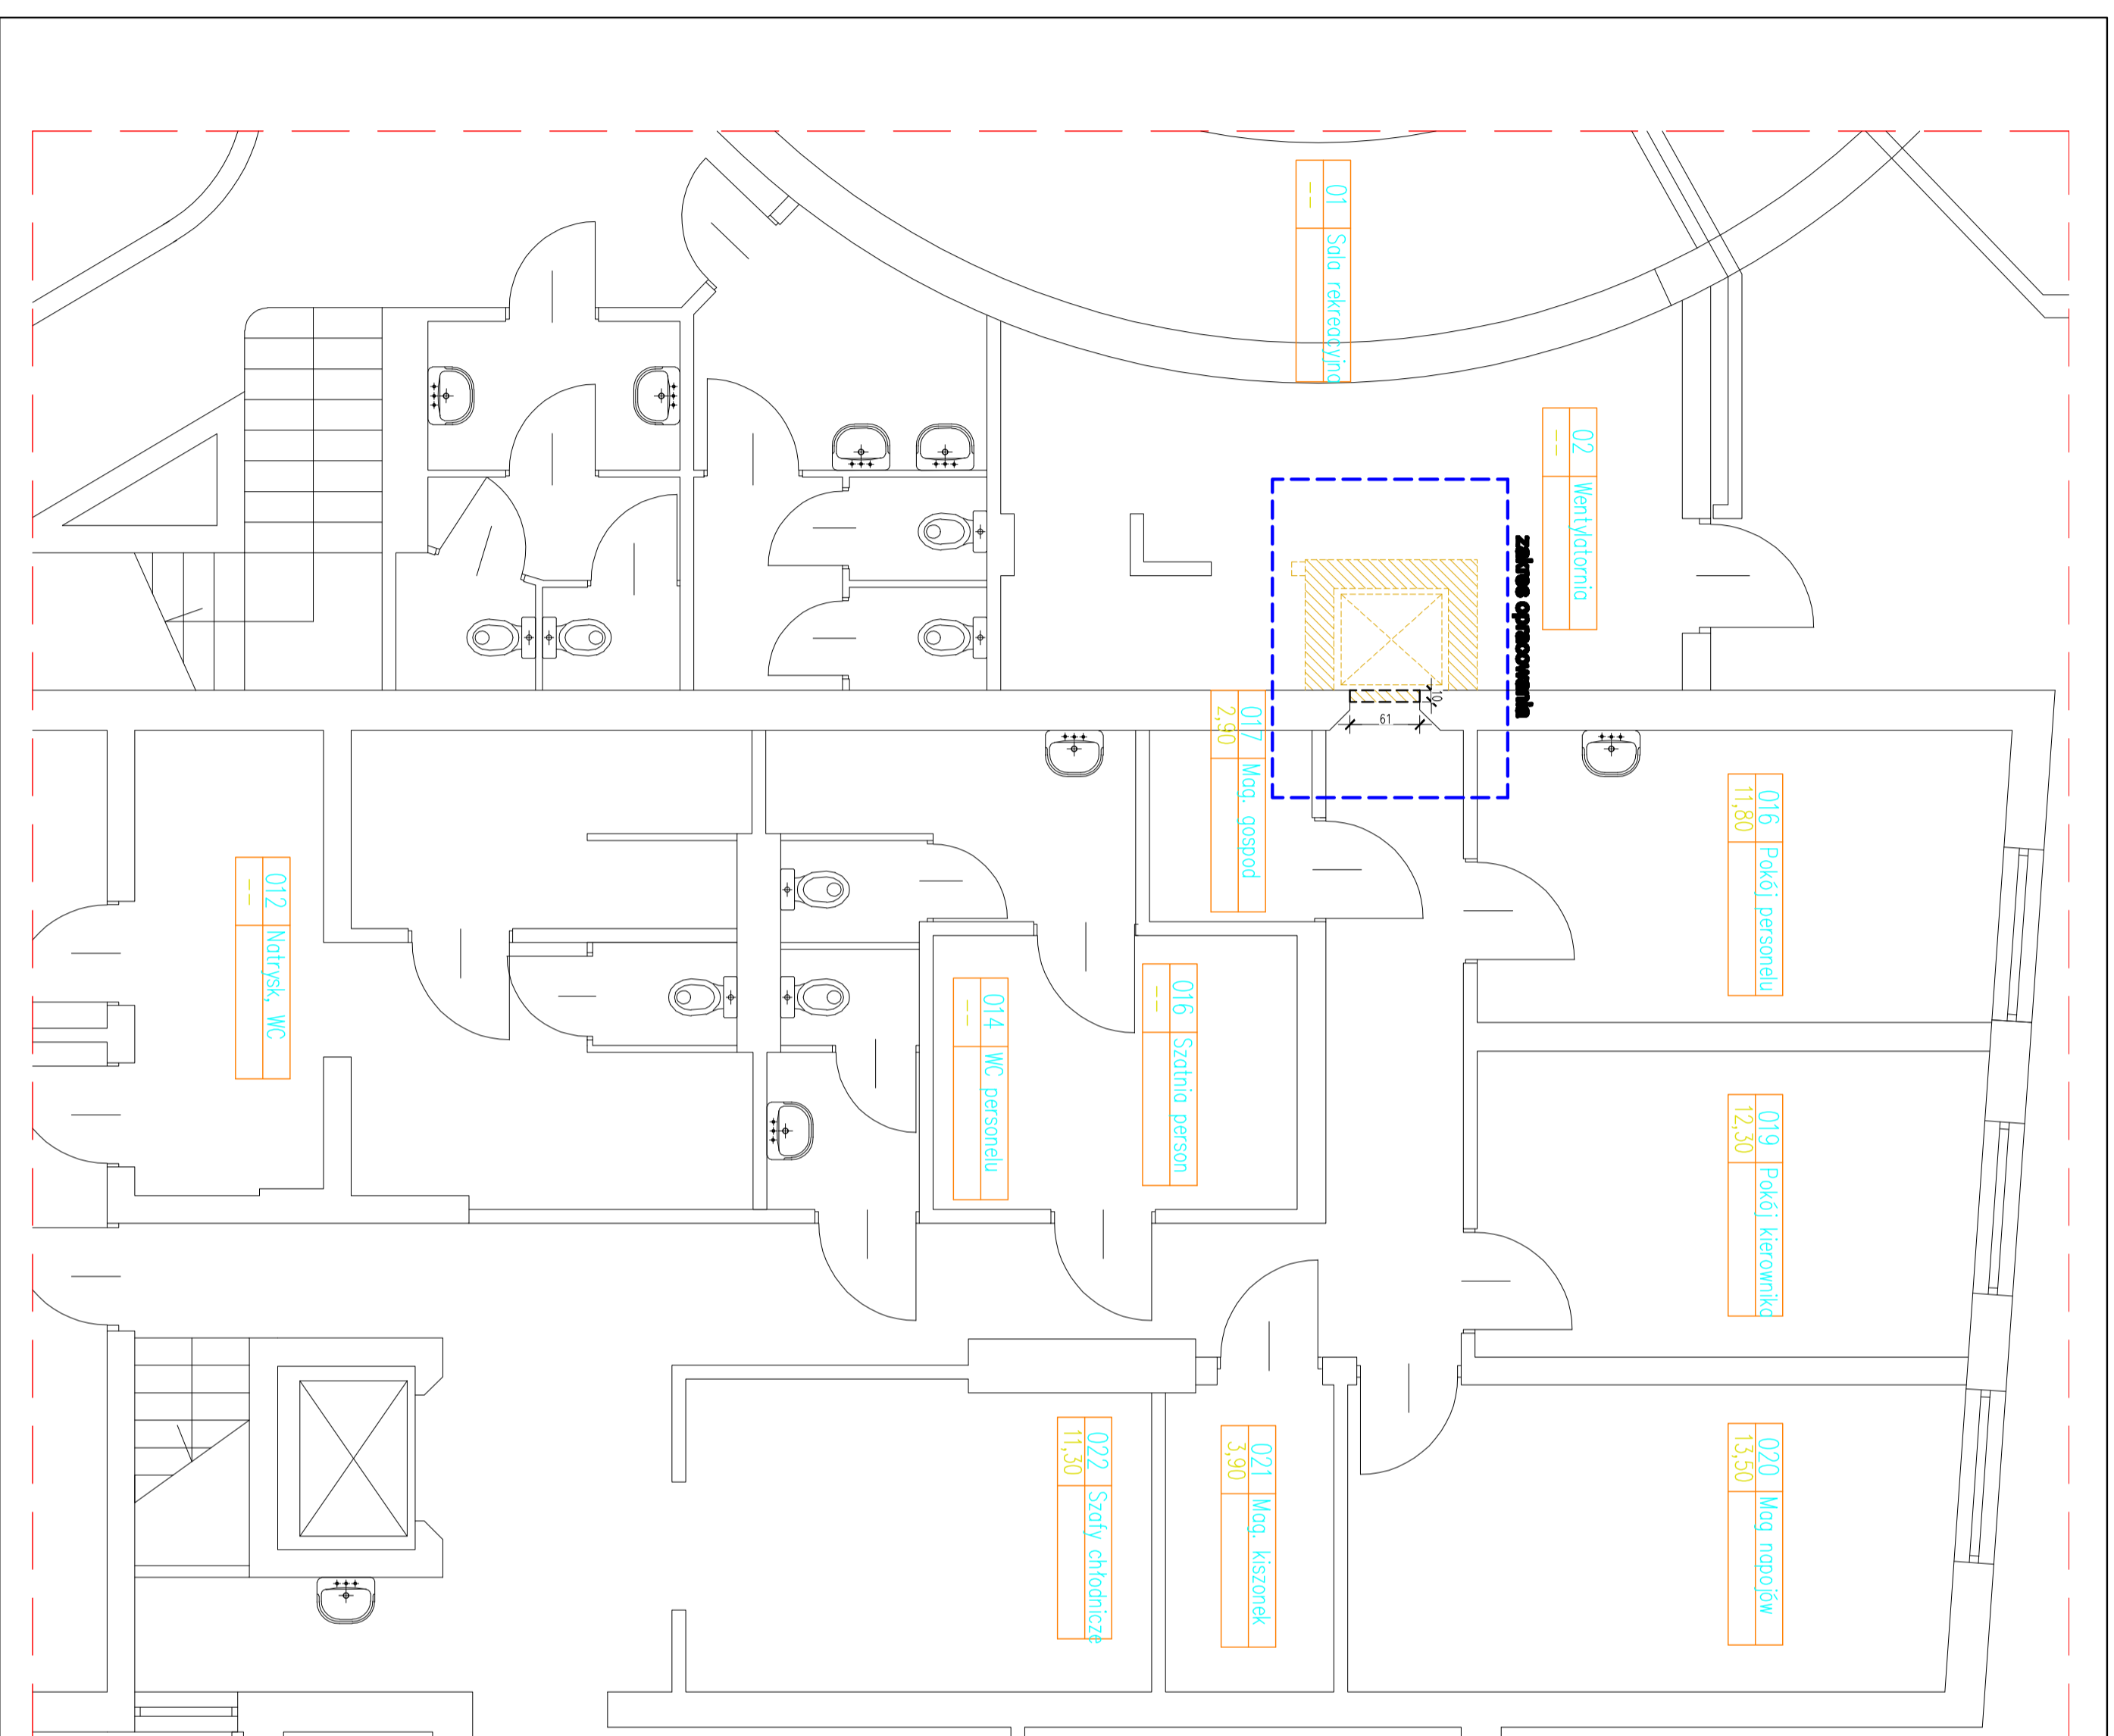 01 Sala rekreacyjna
--
02 Wentylatornia
--
zakres opracowania
10
61
017 Mag. gospod
2,90
016 Pokój personelu
11,80
012 Natrysk, WC
--
014 WC personelu
--
016 Szatnia person
--
019 Pokój kierownika
12,30
022 Szafy chłodnicze
11,30
021 Mag. kiszonek
3,90
020 Mag napojów
13,50